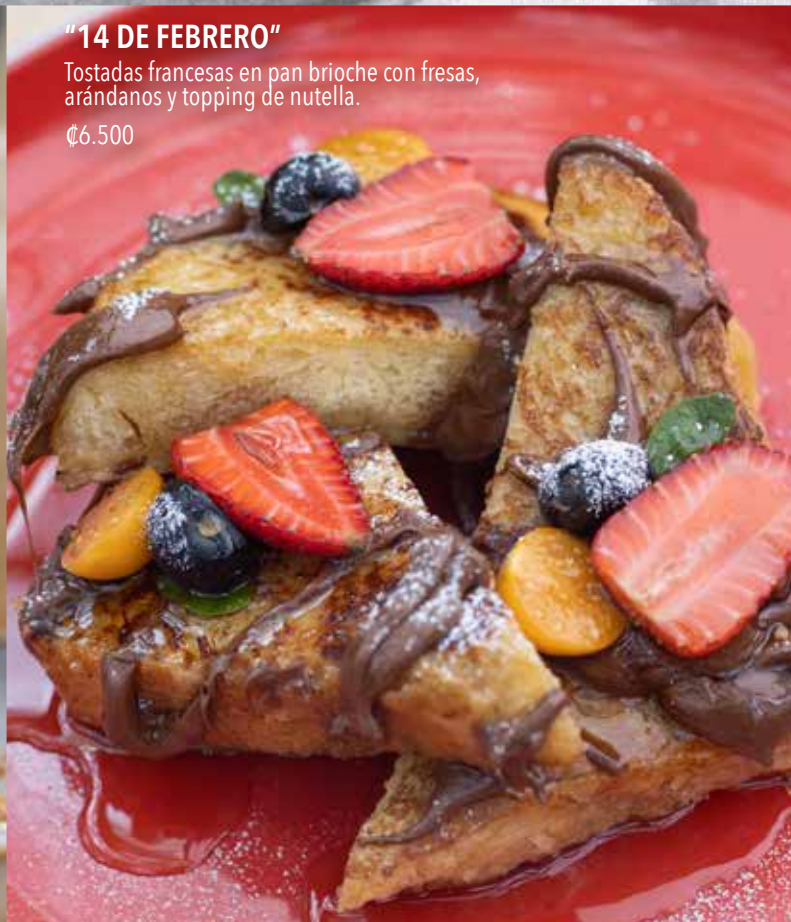 "14 DE FEBRERO"
Tostadas francesas en pan brioche con fresas,
arándanos y topping de nutella.
₡6.500